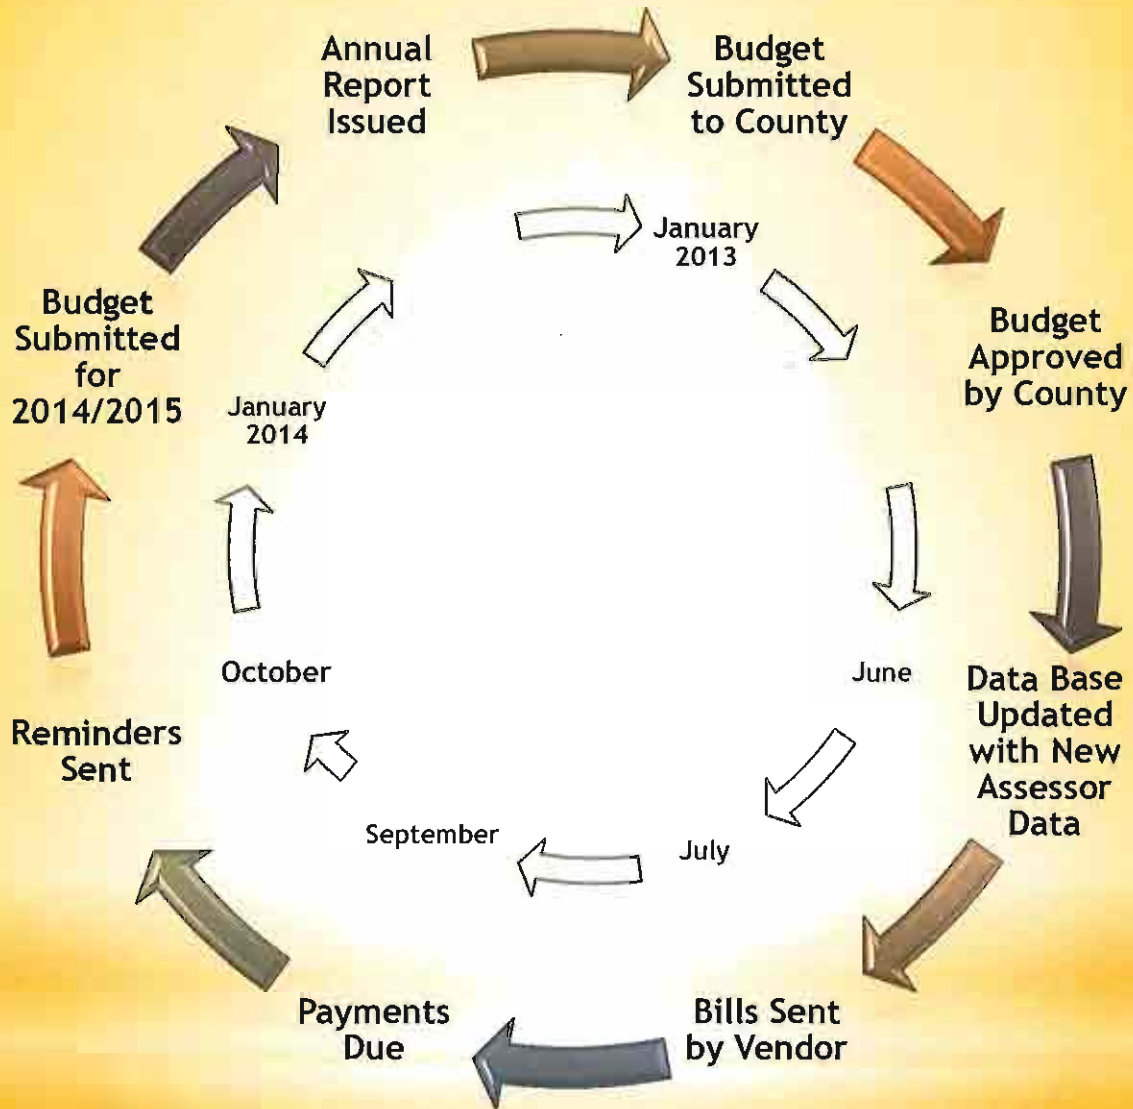 Annual
Report
Issued
Budget
Submitted
to County
Budget
Approved
by County
Data Base
Updated
with New
Assessor
Data
Bills Sent
by Vendor
Payments
Due
Reminders
Sent
Budget
Submitted
for
2014/2015
January
2013
June
July
September
October
January
2014